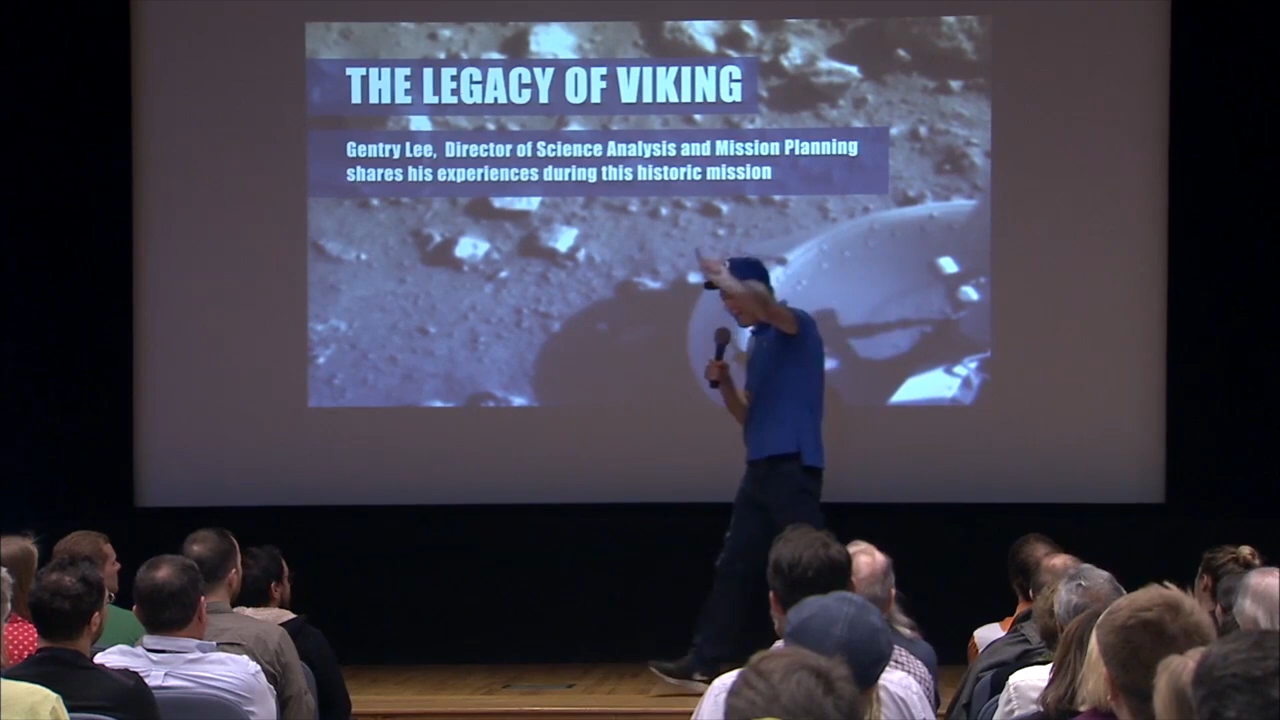 THE LEGACY OF VIKING
Gentry Lee, Director of Science Analysis and Mission Planning
shares his experiences during this historic mission